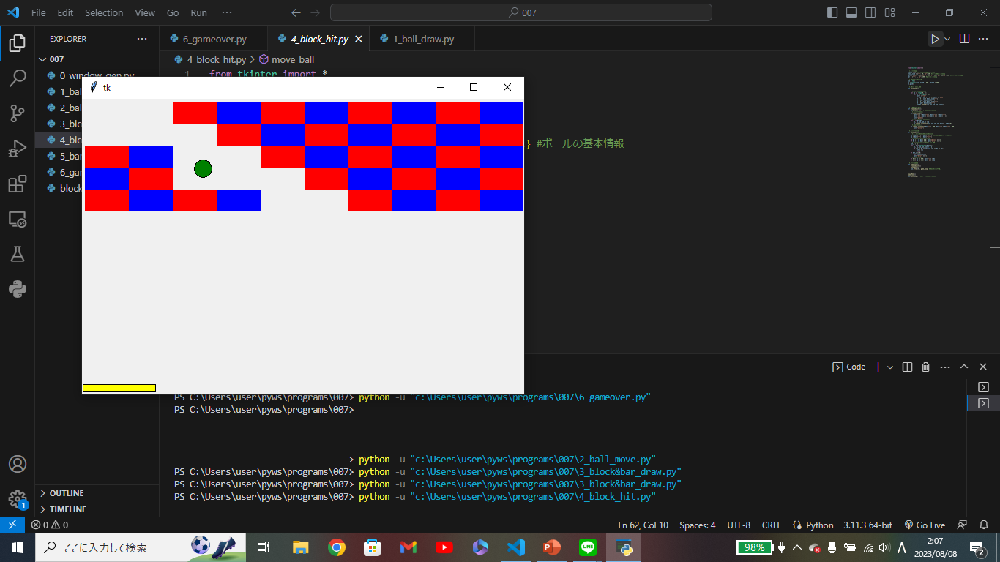 File Edit Selection View Go Run ··· 007
EXPLORER ···
6_gameover.py 4_block_hit.py 1_ball_draw.py
007
4_block_hit.py > move_ball
0_window_gen.py
1 from tkinter import *
1_bal
2_bal
3_blo
4_blo
5_bar
6_gar
block
} #ボールの基本情報
tk
Code
PS C:\Users\user\pyws\programs\007> python -u "c:\Users\user\pyws\programs\007\6_gameover.py"
PS C:\Users\user\pyws\programs\007>
> python -u "c:\Users\user\pyws\programs\007\2_ball_move.py"
PS C:\Users\user\pyws\programs\007> python -u "c:\Users\user\pyws\programs\007\3_block&bar_draw.py"
PS C:\Users\user\pyws\programs\007> python -u "c:\Users\user\pyws\programs\007\3_block&bar_draw.py"
PS C:\Users\user\pyws\programs\007> python -u "c:\Users\user\pyws\programs\007\4_block_hit.py"
OUTLINE
TIMELINE
1
0 0 Ln 62, Col 10 Spaces: 4 UTF-8 CRLF Python 3.11.3 64-bit Go Live
ここに入力して検索
98% A 2:07
2023/08/08 2